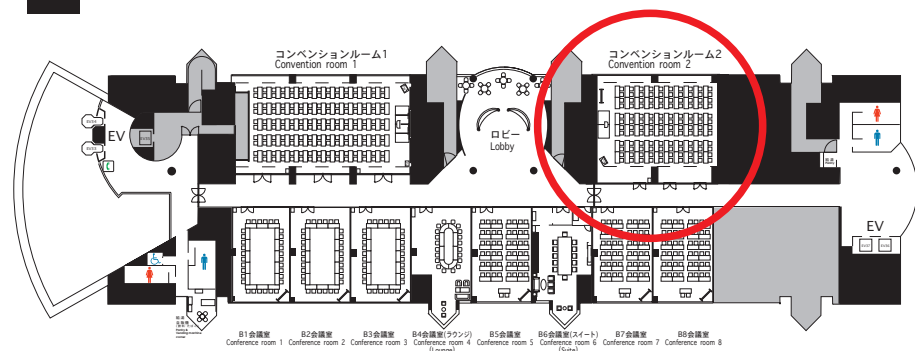 コンベンションルーム1
Convention room 1
コンベンションルーム2
Convention room 2
ロビー
Lobby
EV
EV
B1会議室
Conference room 1
B2会議室
Conference room 2
B3会議室
Conference room 3
B4会議室(ラウンジ)
Conference room 4
(Lounge)
B5会議室
Conference room 5
B6会議室(スイート)
Conference room 6
(Suite)
B7会議室
Conference room 7
B8会議室
Conference room 8